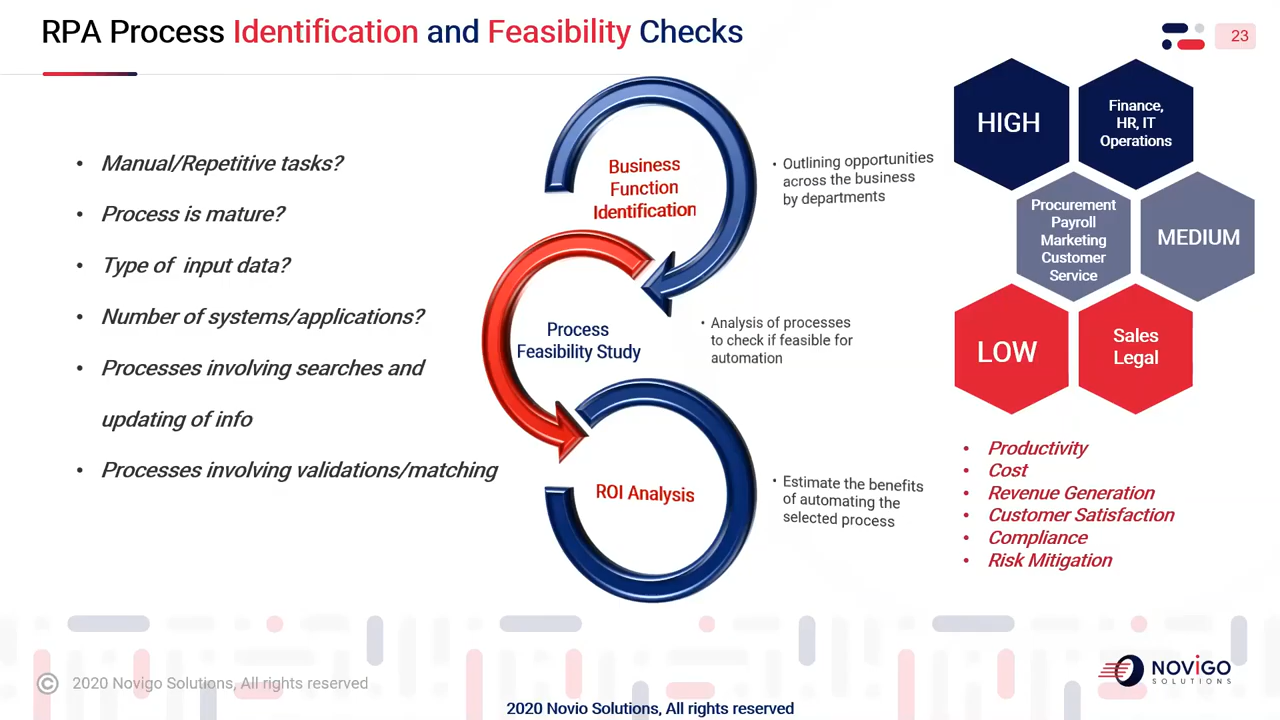 RPA Process Identification and Feasibility Checks
23
• Manual/Repetitive tasks?
• Process is mature?
• Type of input data?
• Number of systems/applications?
• Processes involving searches and
updating of info
• Processes involving validations/matching
Business
Function
Identification
• Outlining opportunities
across the business
by departments
Process
Feasibility Study
• Analysis of processes
to check if feasible for
automation
ROI Analysis
• Estimate the benefits
of automating the
selected process
HIGH
Finance,
HR, IT
Operations
Procurement
Payroll
Marketing
Customer
Service
MEDIUM
LOW
Sales
Legal
• Productivity
• Cost
• Revenue Generation
• Customer Satisfaction
• Compliance
• Risk Mitigation
© 2020 Novigo Solutions, All rights reserved
2020 Novio Solutions, All rights reserved
NOVIGO
SOLUTIONS